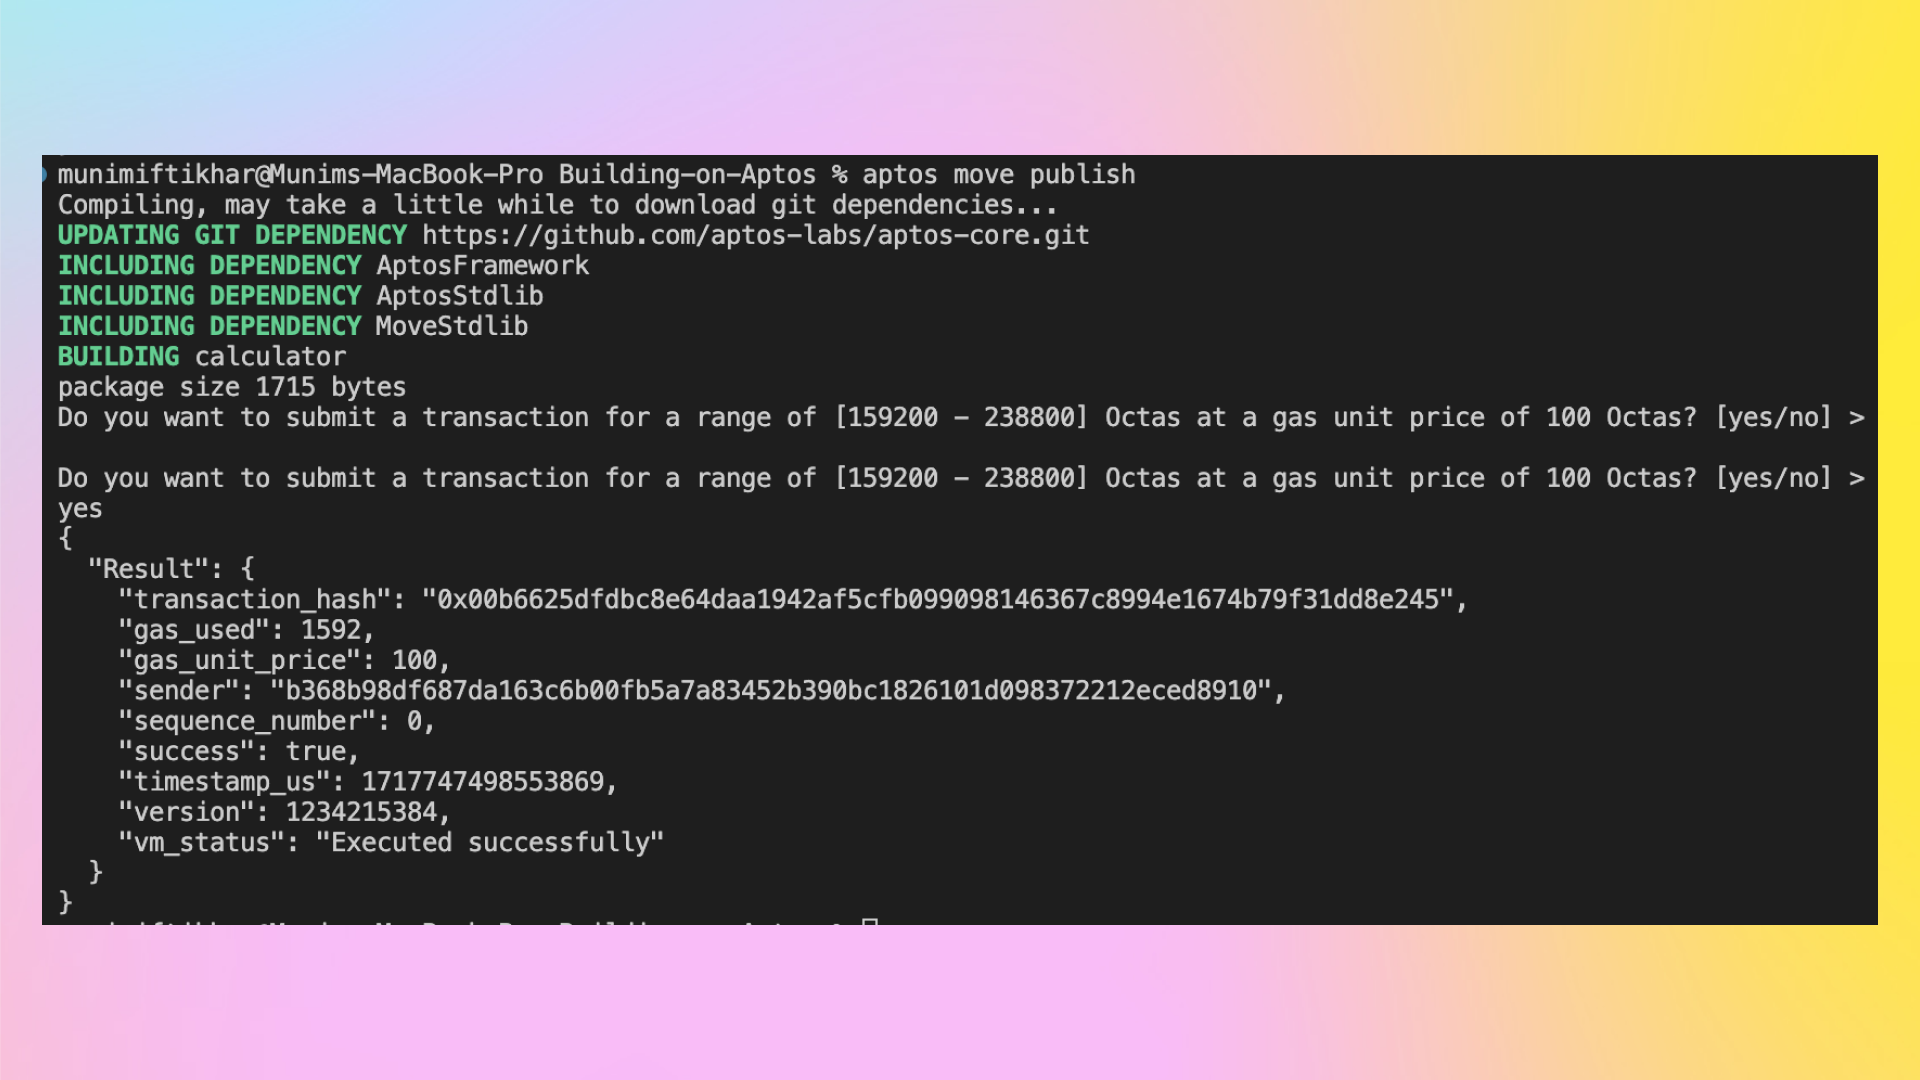 munimiftikhar@Munims-MacBook-Pro Building-on-Aptos % aptos move publish
Compiling, may take a little while to download git dependencies...
UPDATING GIT DEPENDENCY https://github.com/aptos-labs/aptos-core.git
INCLUDING DEPENDENCY AptosFramework
INCLUDING DEPENDENCY AptosStdlib
INCLUDING DEPENDENCY MoveStdlib
BUILDING calculator
package size 1715 bytes
Do you want to submit a transaction for a range of [159200 - 238800] Octas at a gas unit price of 100 Octas? [yes/no] >
Do you want to submit a transaction for a range of [159200 - 238800] Octas at a gas unit price of 100 Octas? [yes/no] >
yes
{
  "Result": {
    "transaction_hash": "0x00b6625dfdbc8e64daa1942af5cfb099098146367c8994e1674b79f31dd8e245",
    "gas_used": 1592,
    "gas_unit_price": 100,
    "sender": "b368b98df687da163c6b00fb5a7a83452b390bc1826101d098372212eced8910",
    "sequence_number": 0,
    "success": true,
    "timestamp_us": 1717747498553869,
    "version": 1234215384,
    "vm_status": "Executed successfully"
  }
}